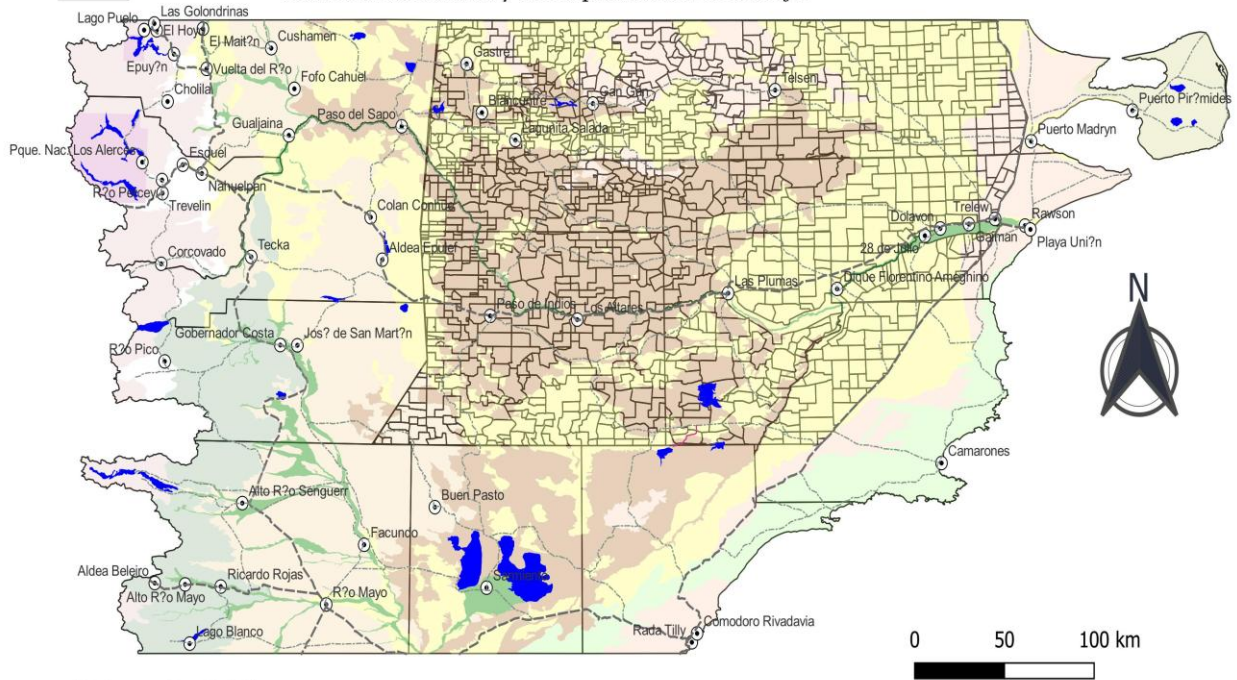 Las Golondrinas
Lago Puelo
El Hoyo
El Mait?n
Cushamen
Epuy?n
Vuelta del R?o
Gastre
Fofo Cahuel
Telsen
Cholila
Gan Gan
Blancuntre
Puerto Pir?mides
Paso del Sapo
Gualjaina
Lagunita Salada
Puerto Madryn
Pque. Nac. Los Alerces
Esquel
Nahuelpan
R?o Percey
Trevelin
Colan Conhue
Trelew
Dolavon
Rawson
28 de Julio
Gaiman
Playa Uni?n
Corcovado
Tecka
Aldea Epulef
Dique Florentino Ameghino
Las Plumas
N
Paso de Indios
Los Altares
Gobernador Costa
Jos? de San Mart?n
R?o Pico
Camarones
Alto R?o Senguerr
Buen Pasto
Facundo
Aldea Beleiro
Ricardo Rojas
Sarmiento
Alto R?o Mayo
R?o Mayo
Lago Blanco
Rada Tilly
Comodoro Rivadavia
0 50 100 km